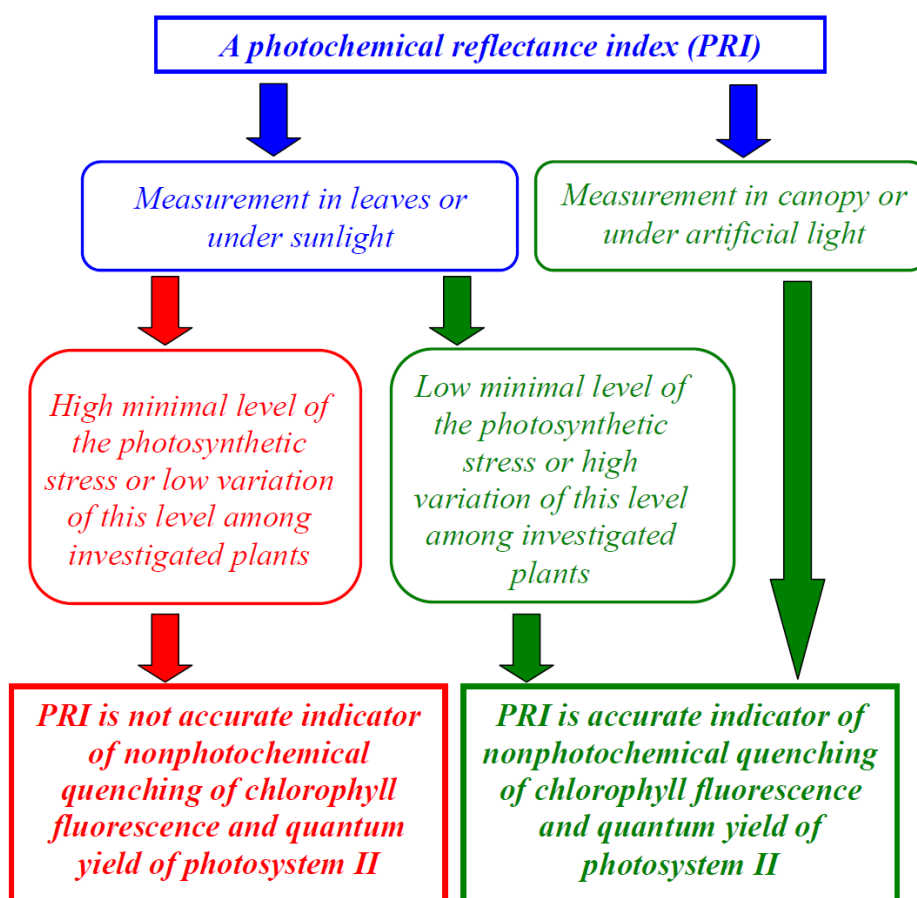 A photochemical reflectance index (PRI)
Measurement in leaves or
under sunlight
Measurement in canopy or
under artificial light
High minimal level of
the photosynthetic
stress or low variation
of this level among
investigated plants
Low minimal level of
the photosynthetic
stress or high
variation of this level
among investigated
plants
PRI is not accurate indicator
of nonphotochemical
quenching of chlorophyll
fluorescence and quantum
yield of photosystem II
PRI is accurate indicator of
nonphotochemical quenching
of chlorophyll fluorescence
and quantum yield of
photosystem II